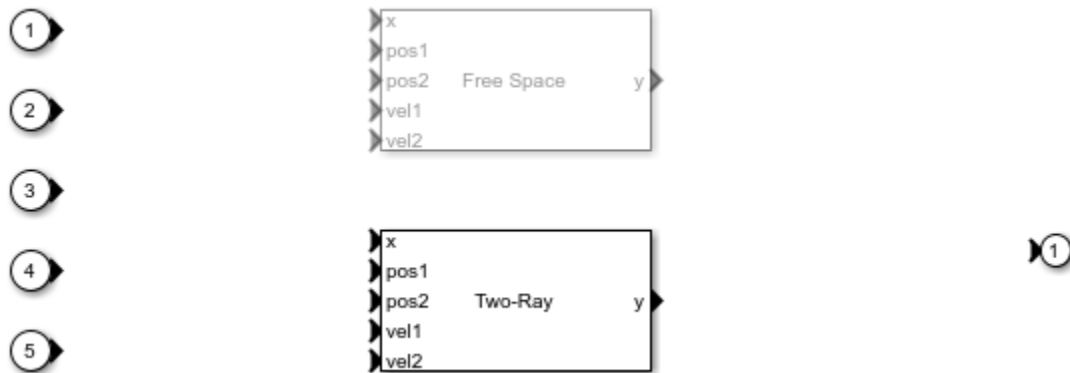 1
x
pos1
pos2 Free Space y
vel1
vel2
2
3
4
5
x
pos1
pos2 Two-Ray y
vel1
vel2
1